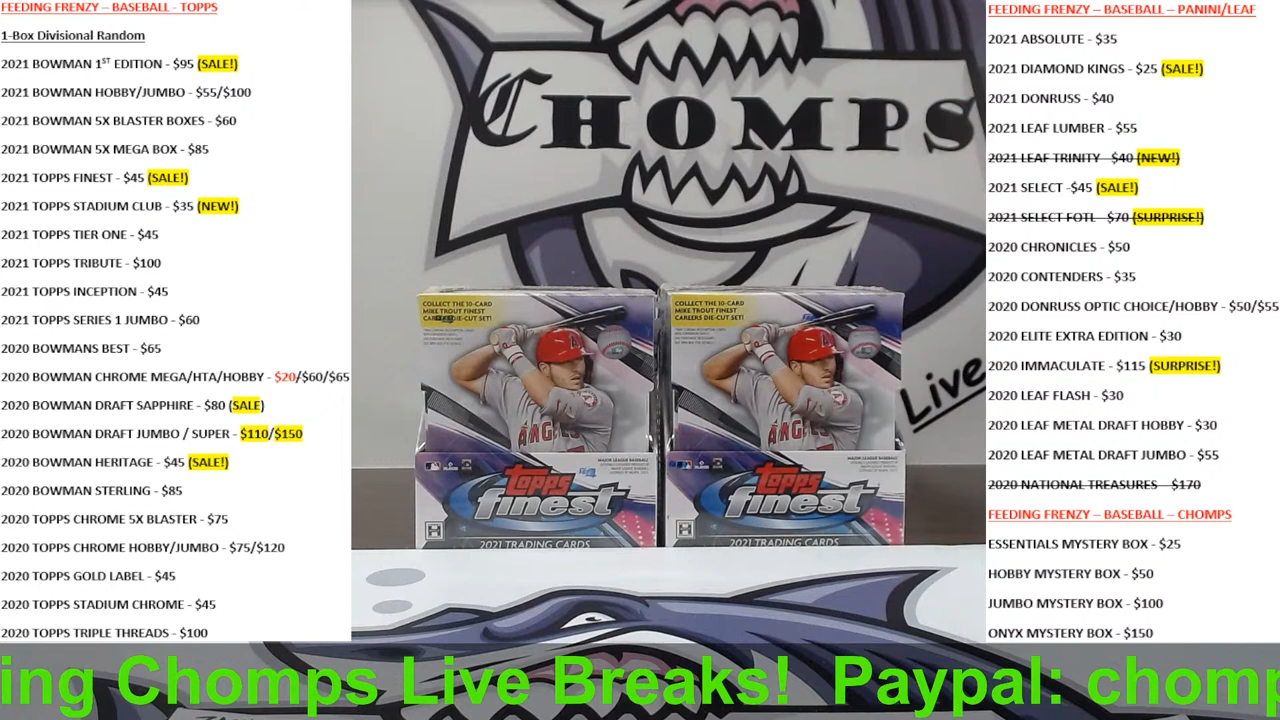 FEEDING FRENZY – BASEBALL - TOPPS
1-Box Divisional Random
2021 BOWMAN 1ST EDITION - $95 (SALE!)
2021 BOWMAN HOBBY/JUMBO - $55/$100
2021 BOWMAN 5X BLASTER BOXES - $60
2021 BOWMAN 5X MEGA BOX - $85
2021 TOPPS FINEST - $45 (SALE!)
2021 TOPPS STADIUM CLUB - $35 (NEW!)
2021 TOPPS TIER ONE - $45
2021 TOPPS TRIBUTE - $100
2021 TOPPS INCEPTION - $45
2021 TOPPS SERIES 1 JUMBO - $60
2020 BOWMANS BEST - $65
2020 BOWMAN CHROME MEGA/HTA/HOBBY - $20/$60/$65
2020 BOWMAN DRAFT SAPPHIRE - $80 (SALE)
2020 BOWMAN DRAFT JUMBO / SUPER - $110/$150
2020 BOWMAN HERITAGE - $45 (SALE!)
2020 BOWMAN STERLING - $85
2020 TOPPS CHROME 5X BLASTER - $75
2020 TOPPS CHROME HOBBY/JUMBO - $75/$120
2020 TOPPS GOLD LABEL - $45
2020 TOPPS STADIUM CHROME - $45
2020 TOPPS TRIPLE THREADS - $100
CHOMPS
Live
COLLECT THE 10-CARD
MIKE TROUT FINEST
CAREERS DIE-CUT SET!
ANGELS
MAJOR LEAGUE BASEBALL
topps
finest
2021 TRADING CARDS
COLLECT THE 10-CARD
MIKE TROUT FINEST
CAREERS DIE-CUT SET!
ANGELS
MAJOR LEAGUE BASEBALL
topps
finest
2021 TRADING CARDS
FEEDING FRENZY – BASEBALL – PANINI/LEAF
2021 ABSOLUTE - $35
2021 DIAMOND KINGS - $25 (SALE!)
2021 DONRUSS - $40
2021 LEAF LUMBER - $55
2021 LEAF TRINITY - $40 (NEW!)
2021 SELECT -$45 (SALE!)
2021 SELECT FOTL - $70 (SURPRISE!)
2020 CHRONICLES - $50
2020 CONTENDERS - $35
2020 DONRUSS OPTIC CHOICE/HOBBY - $50/$55
2020 ELITE EXTRA EDITION - $30
2020 IMMACULATE - $115 (SURPRISE!)
2020 LEAF FLASH - $30
2020 LEAF METAL DRAFT HOBBY - $30
2020 LEAF METAL DRAFT JUMBO - $55
2020 NATIONAL TREASURES - $170
FEEDING FRENZY – BASEBALL – CHOMPS
ESSENTIALS MYSTERY BOX - $25
HOBBY MYSTERY BOX - $50
JUMBO MYSTERY BOX - $100
ONYX MYSTERY BOX - $150
ing Chomps Live Breaks! Paypal: chomp